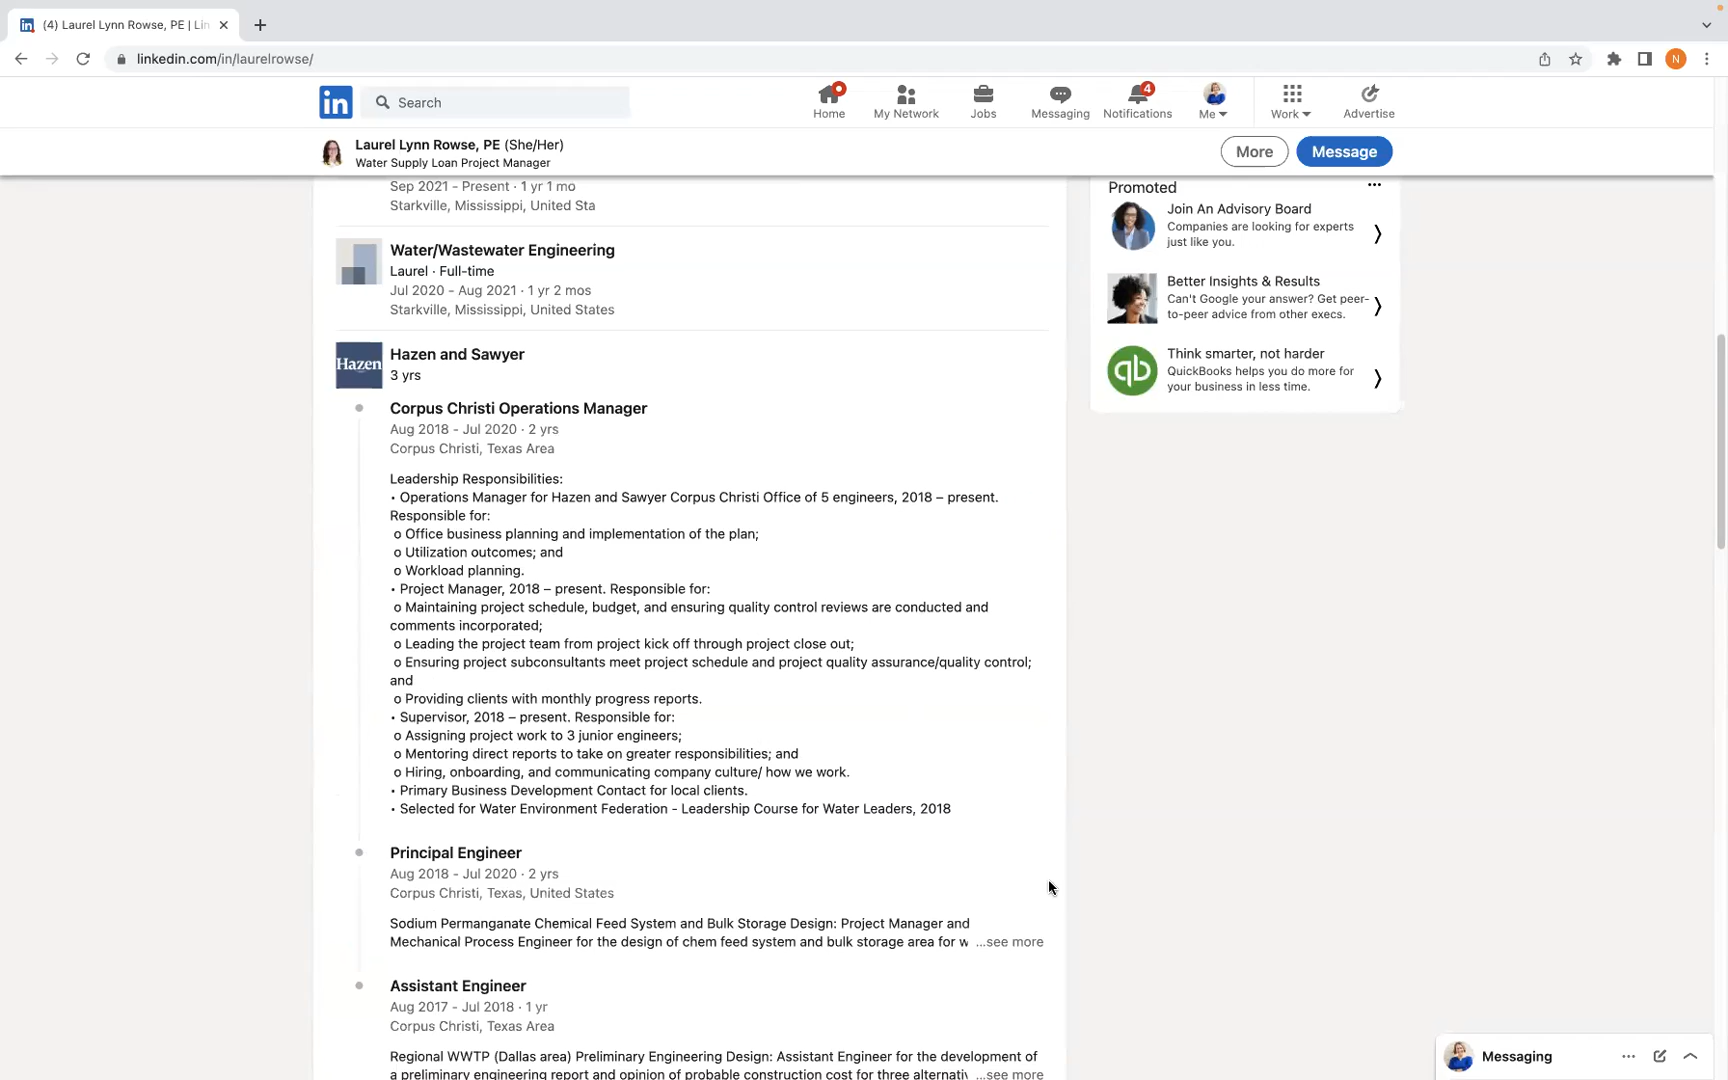 (4) Laurel Lynn Rowse, PE | Lin
linkedin.com/in/laurelrowse/
N
in
Search
Home
My Network
Jobs
Messaging
4
Notifications
Me
Work
Advertise
Laurel Lynn Rowse, PE (She/Her)
Water Supply Loan Project Manager
More
Message
Sep 2021 - Present · 1 yr 1 mo
Starkville, Mississippi, United Sta
Water/Wastewater Engineering
Laurel · Full-time
Jul 2020 - Aug 2021 · 1 yr 2 mos
Starkville, Mississippi, United States
Hazen
Hazen and Sawyer
3 yrs
Corpus Christi Operations Manager
Aug 2018 - Jul 2020 · 2 yrs
Corpus Christi, Texas Area
Leadership Responsibilities:
• Operations Manager for Hazen and Sawyer Corpus Christi Office of 5 engineers, 2018 – present.
Responsible for:
o Office business planning and implementation of the plan;
o Utilization outcomes; and
o Workload planning.
• Project Manager, 2018 – present. Responsible for:
o Maintaining project schedule, budget, and ensuring quality control reviews are conducted and
comments incorporated;
o Leading the project team from project kick off through project close out;
o Ensuring project subconsultants meet project schedule and project quality assurance/quality control;
and
o Providing clients with monthly progress reports.
• Supervisor, 2018 – present. Responsible for:
o Assigning project work to 3 junior engineers;
o Mentoring direct reports to take on greater responsibilities; and
o Hiring, onboarding, and communicating company culture/ how we work.
• Primary Business Development Contact for local clients.
• Selected for Water Environment Federation - Leadership Course for Water Leaders, 2018
Principal Engineer
Aug 2018 - Jul 2020 · 2 yrs
Corpus Christi, Texas, United States
Sodium Permanganate Chemical Feed System and Bulk Storage Design: Project Manager and
Mechanical Process Engineer for the design of chem feed system and bulk storage area for w ...see more
Assistant Engineer
Aug 2017 - Jul 2018 · 1 yr
Corpus Christi, Texas Area
Regional WWTP (Dallas area) Preliminary Engineering Design: Assistant Engineer for the development of
a preliminary engineering report and opinion of probable construction cost for three alternativ ...see more
Promoted
Join An Advisory Board
Companies are looking for experts
just like you.
Better Insights & Results
Can't Google your answer? Get peer-
to-peer advice from other execs.
qb
Think smarter, not harder
QuickBooks helps you do more for
your business in less time.
Messaging